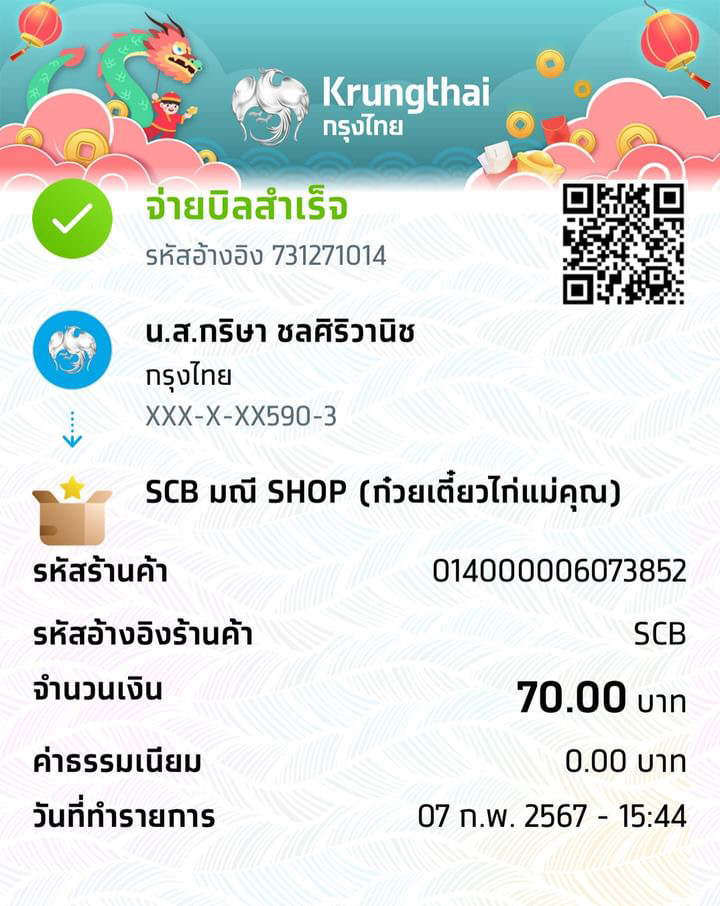 Krungthai
กรุงไทย
จ่ายบิลสำเร็จ
รหัสอ้างอิง 731271014
น.ส.กริษา ชลศิริวานิช
กรุงไทย
XXX-X-XX590-3
SCB มณี SHOP (ก๋วยเตี๋ยวไก่แม่คุณ)
รหัสร้านค้า 014000006073852
รหัสอ้างอิงร้านค้า SCB
จำนวนเงิน 70.00 บาท
ค่าธรรมเนียม 0.00 บาท
วันที่ทำรายการ 07 ก.พ. 2567 - 15:44